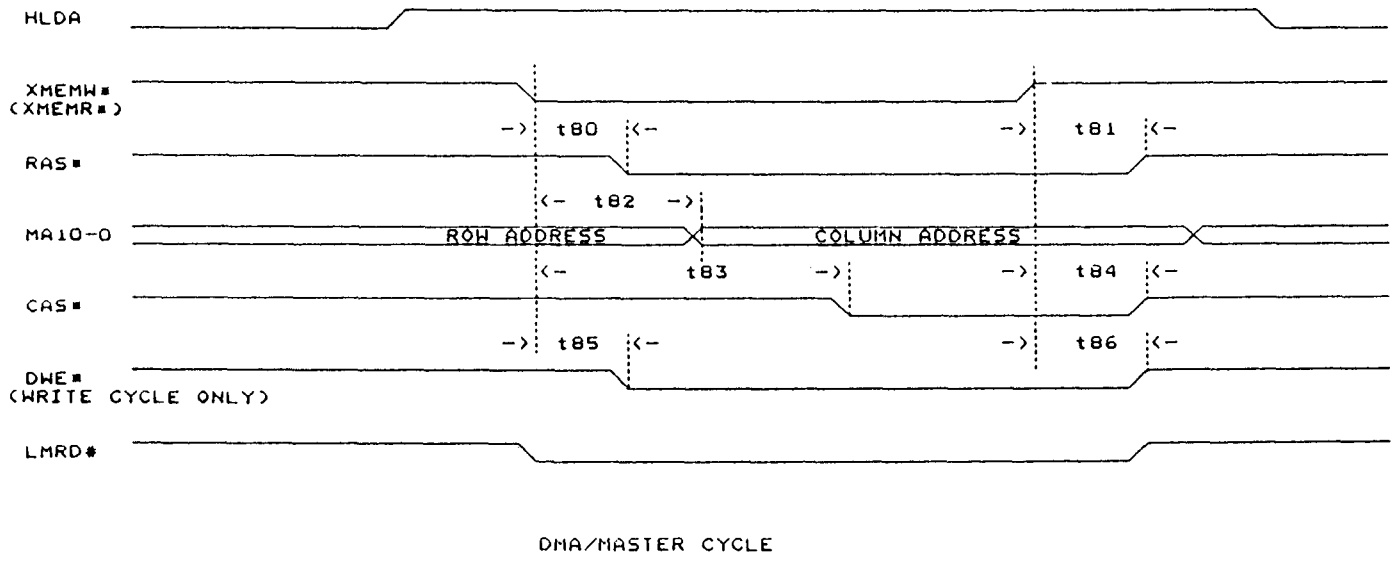 HLDA
XMEMW#
(XMEMR#)
-> t80 <-
-> t81 <-
RAS#
<- t82 ->
MA10-0
ROW ADDRESS
COLUMN ADDRESS
<- t83 ->
-> t84 <-
CAS#
-> t85 <-
-> t86 <-
DWE#
(WRITE CYCLE ONLY)
LMRD#
DMA/MASTER CYCLE